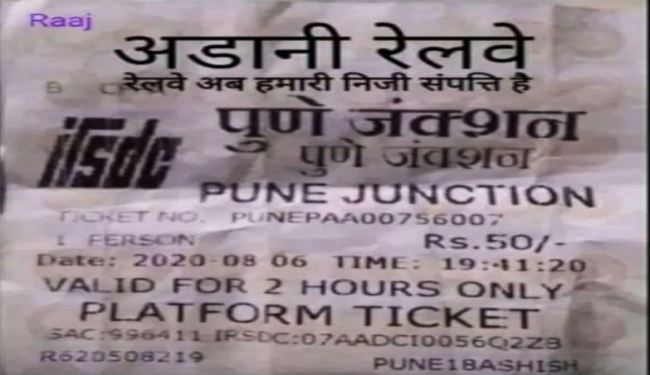 Raaj
अडानी रेलवे
रेलवे अब हमारी निजी संपत्ति है
irsdc
पुणे जंक्शन
पुणे जंक्शन
PUNE JUNCTION
TICKET NO. PUNEPAA00756007
1 PERSON Rs.50/-
Date: 2020-08 06 TIME: 19:41:20
VALID FOR 2 HOURS ONLY
PLATFORM TICKET
SAC:996411 IRSDC:07AADCI0056Q2ZB
R620508219
PUNE18ASHISH